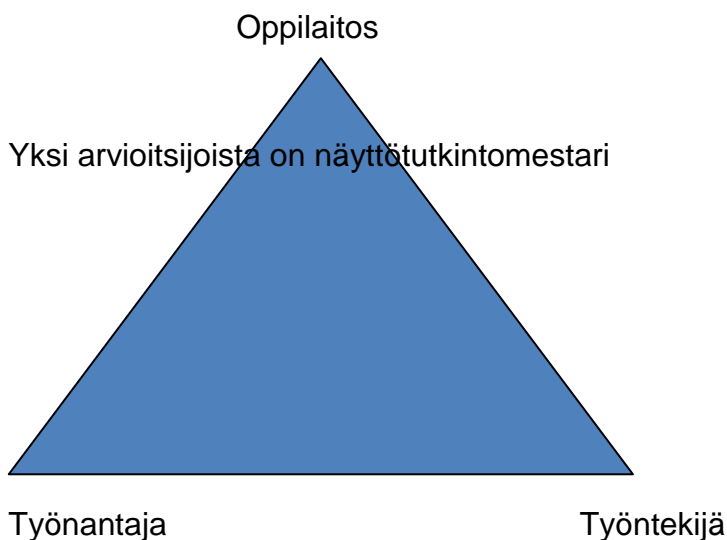 Oppilaitos
Yksi arvioitsijoista on näyttötutkintomestari
Työnantaja Työntekijä